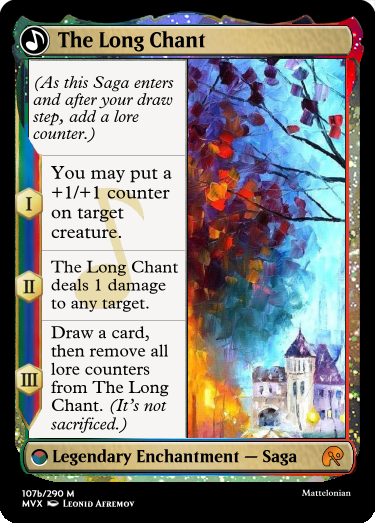 The Long Chant
(As this Saga enters
and after your draw
step, add a lore
counter.)
I
You may put a
+1/+1 counter
on target
creature.
II
The Long Chant
deals 1 damage
to any target.
III
Draw a card,
then remove all
lore counters
from The Long
Chant. (It's not
sacrificed.)
Legendary Enchantment — Saga
107b/290 M
MVX LEONID AFREMOV
Mattelonian